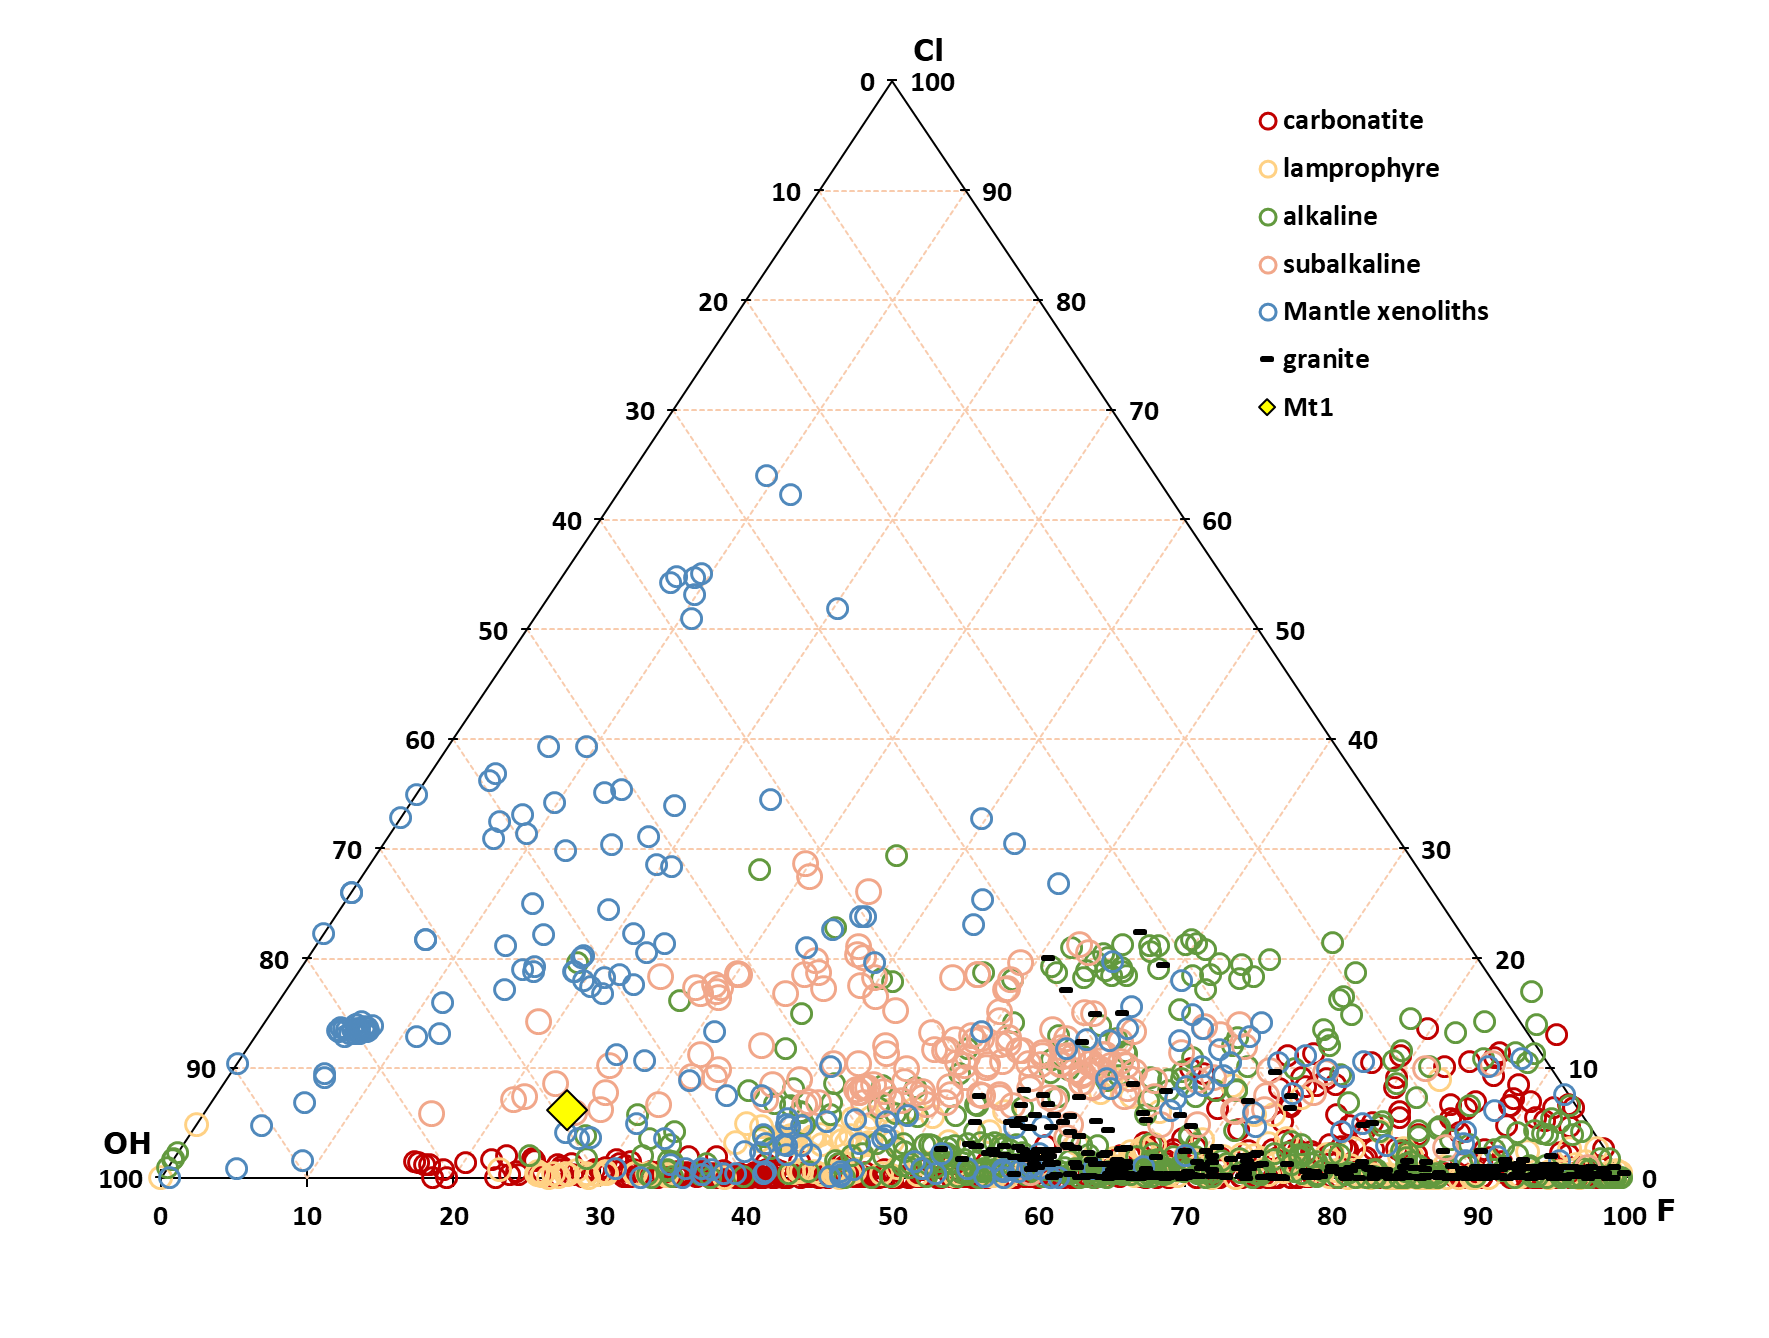 Cl
0 100
carbonatite
lamprophyre
10 90
alkaline
subalkaline
20 80
Mantle xenoliths
granite
30 70
Mt1
40 60
50 50
60 40
70 30
80 20
90 10
OH
100 0
0 10 20 30 40 50 60 70 80 90 100 F